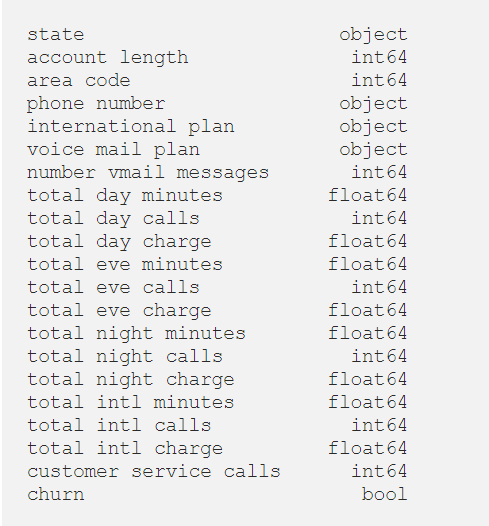 state object
account length int64
area code int64
phone number object
international plan object
voice mail plan object
number vmail messages int64
total day minutes float64
total day calls int64
total day charge float64
total eve minutes float64
total eve calls int64
total eve charge float64
total night minutes float64
total night calls int64
total night charge float64
total intl minutes float64
total intl calls int64
total intl charge float64
customer service calls int64
churn bool